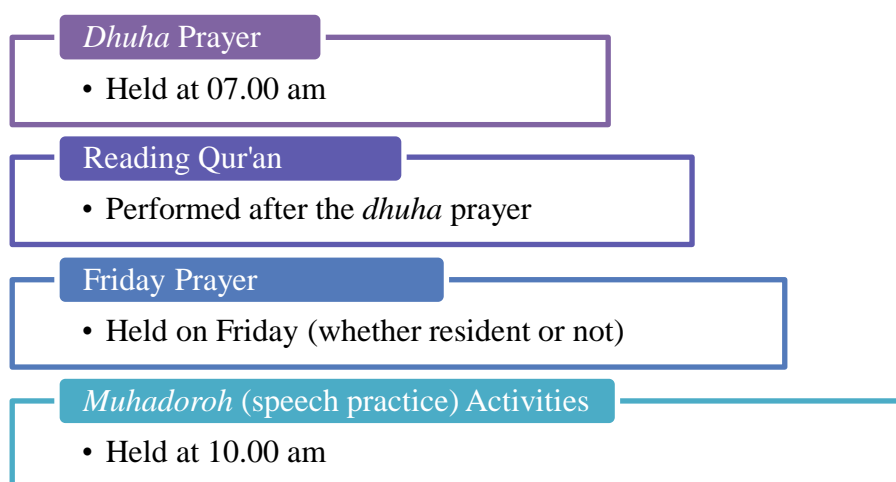 Dhuha Prayer
• Held at 07.00 am
Reading Qur'an
• Performed after the dhuha prayer
Friday Prayer
• Held on Friday (whether resident or not)
Muhadoroh (speech practice) Activities
• Held at 10.00 am